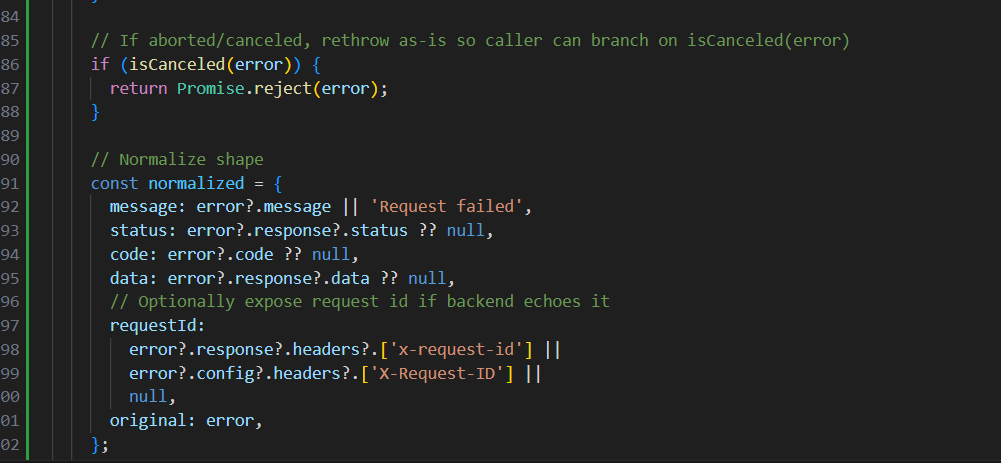 84 }
85 // If aborted/canceled, rethrow as-is so caller can branch on isCanceled(error)
86 if (isCanceled(error)) {
87 return Promise.reject(error);
88 }
89
90 // Normalize shape
91 const normalized = {
92 message: error?.message || 'Request failed',
93 status: error?.response?.status ?? null,
94 code: error?.code ?? null,
95 data: error?.response?.data ?? null,
96 // Optionally expose request id if backend echoes it
97 requestId:
98 error?.response?.headers?.['x-request-id'] ||
99 error?.config?.headers?.['X-Request-ID'] ||
00 null,
01 original: error,
02 };